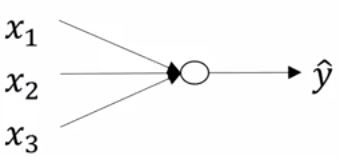 x₁
x₂
ŷ
x₃